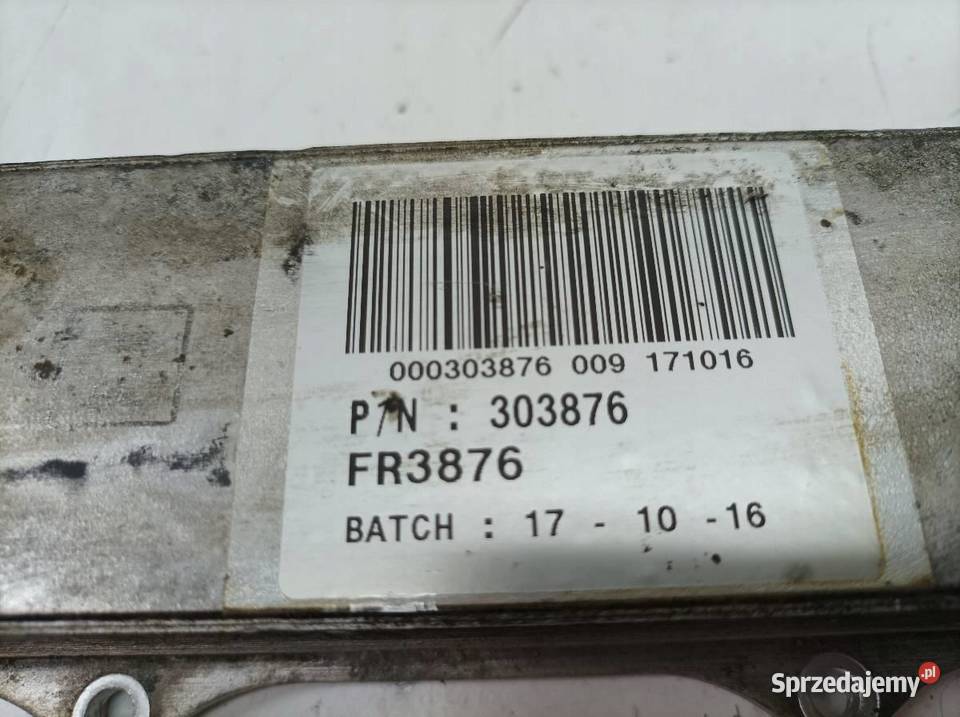 000303876 009 171016
P/N : 303876
FR3876
BATCH : 17 - 10 -16
Sprzedajemy.pl